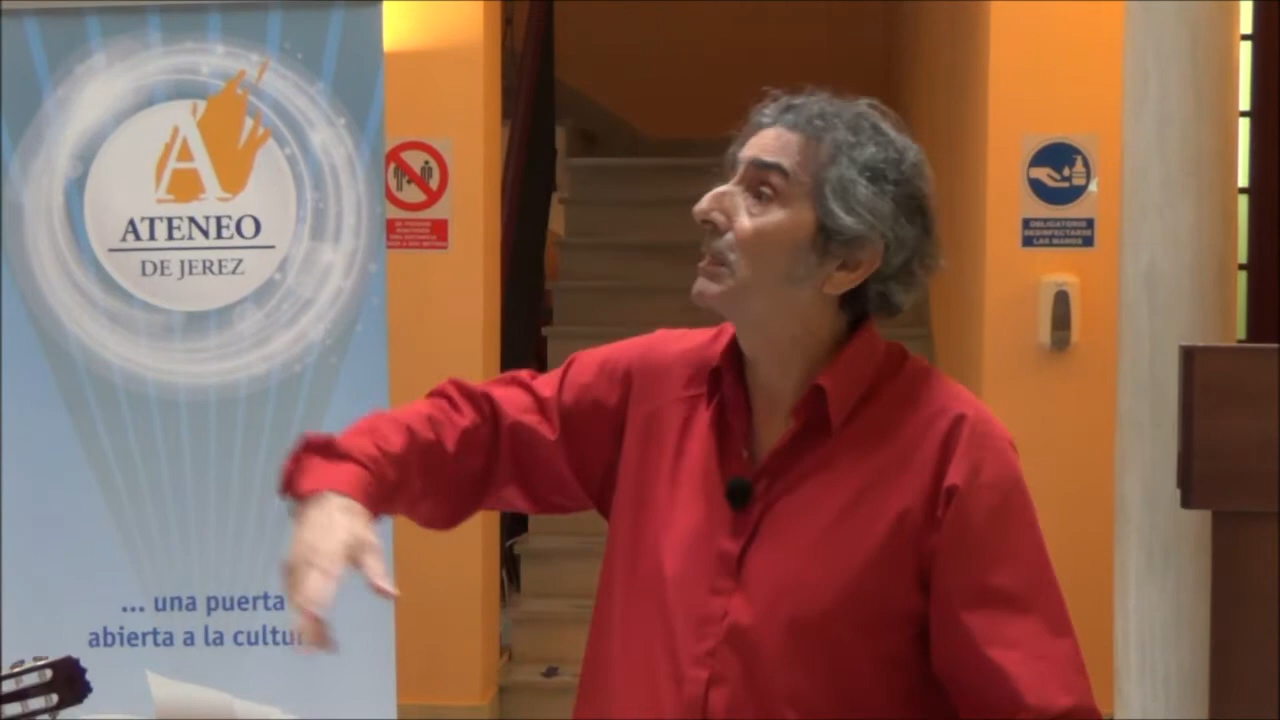 A
ATENEO
DE JEREZ
... una puerta
abierta a la cultu
OBLIGATORIO
DESINFECTARSE
LAS MANOS